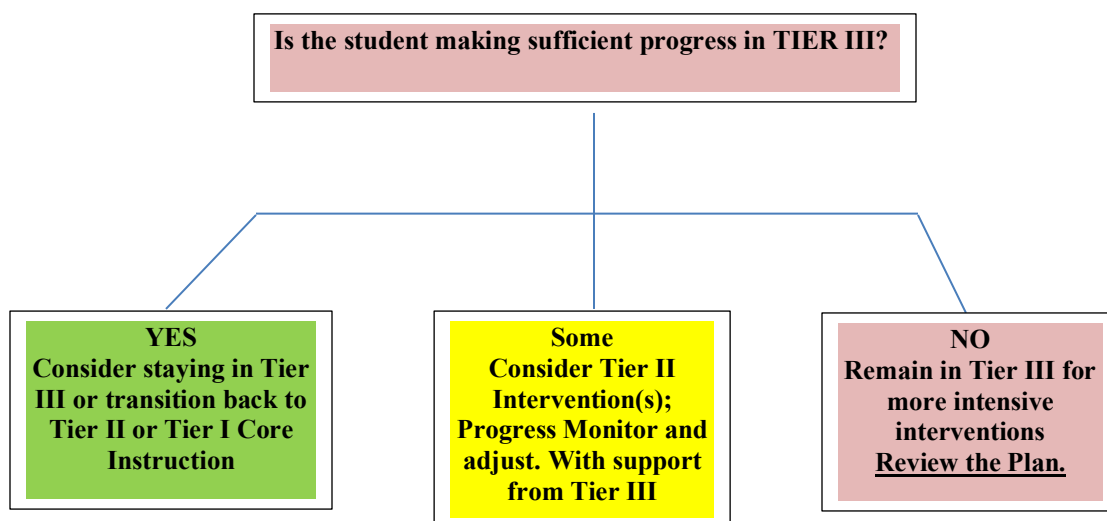 Is the student making sufficient progress in TIER III?
YES
Consider staying in Tier
III or transition back to
Tier II or Tier I Core
Instruction
Some
Consider Tier II
Intervention(s);
Progress Monitor and
adjust. With support
from Tier III
NO
Remain in Tier III for
more intensive
interventions
Review the Plan.